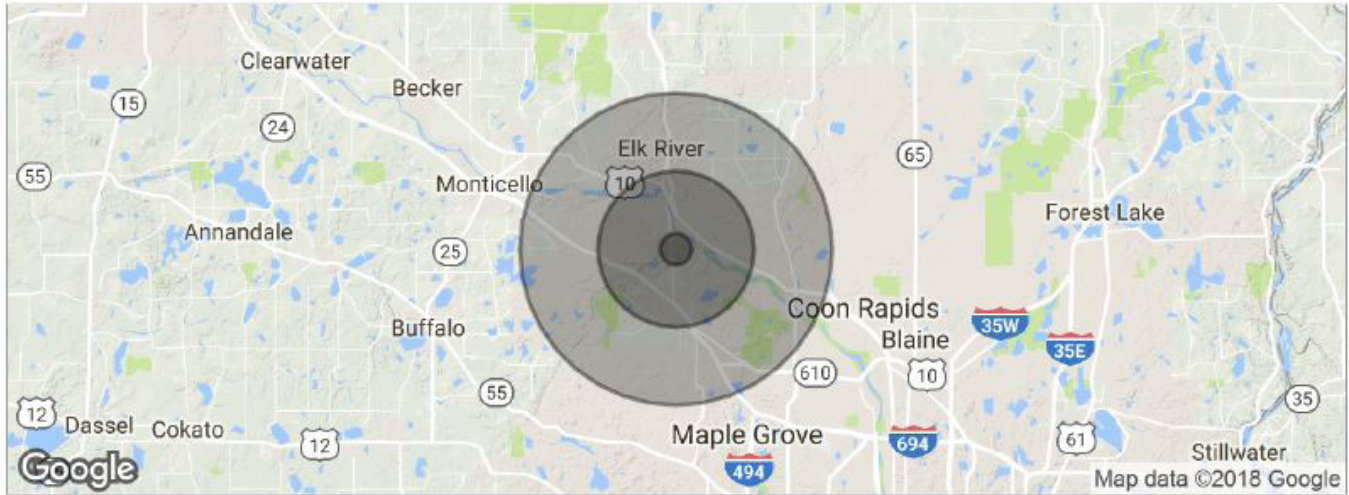 Clearwater
Becker
15
24
Elk River
65
55
Monticello
10
Forest Lake
Annandale
25
Coon Rapids
35W
Buffalo
Blaine
35E
610
10
55
35
12
Dassel
Cokato
12
Maple Grove
694
61
Stillwater
494
Google
Map data ©2018 Google